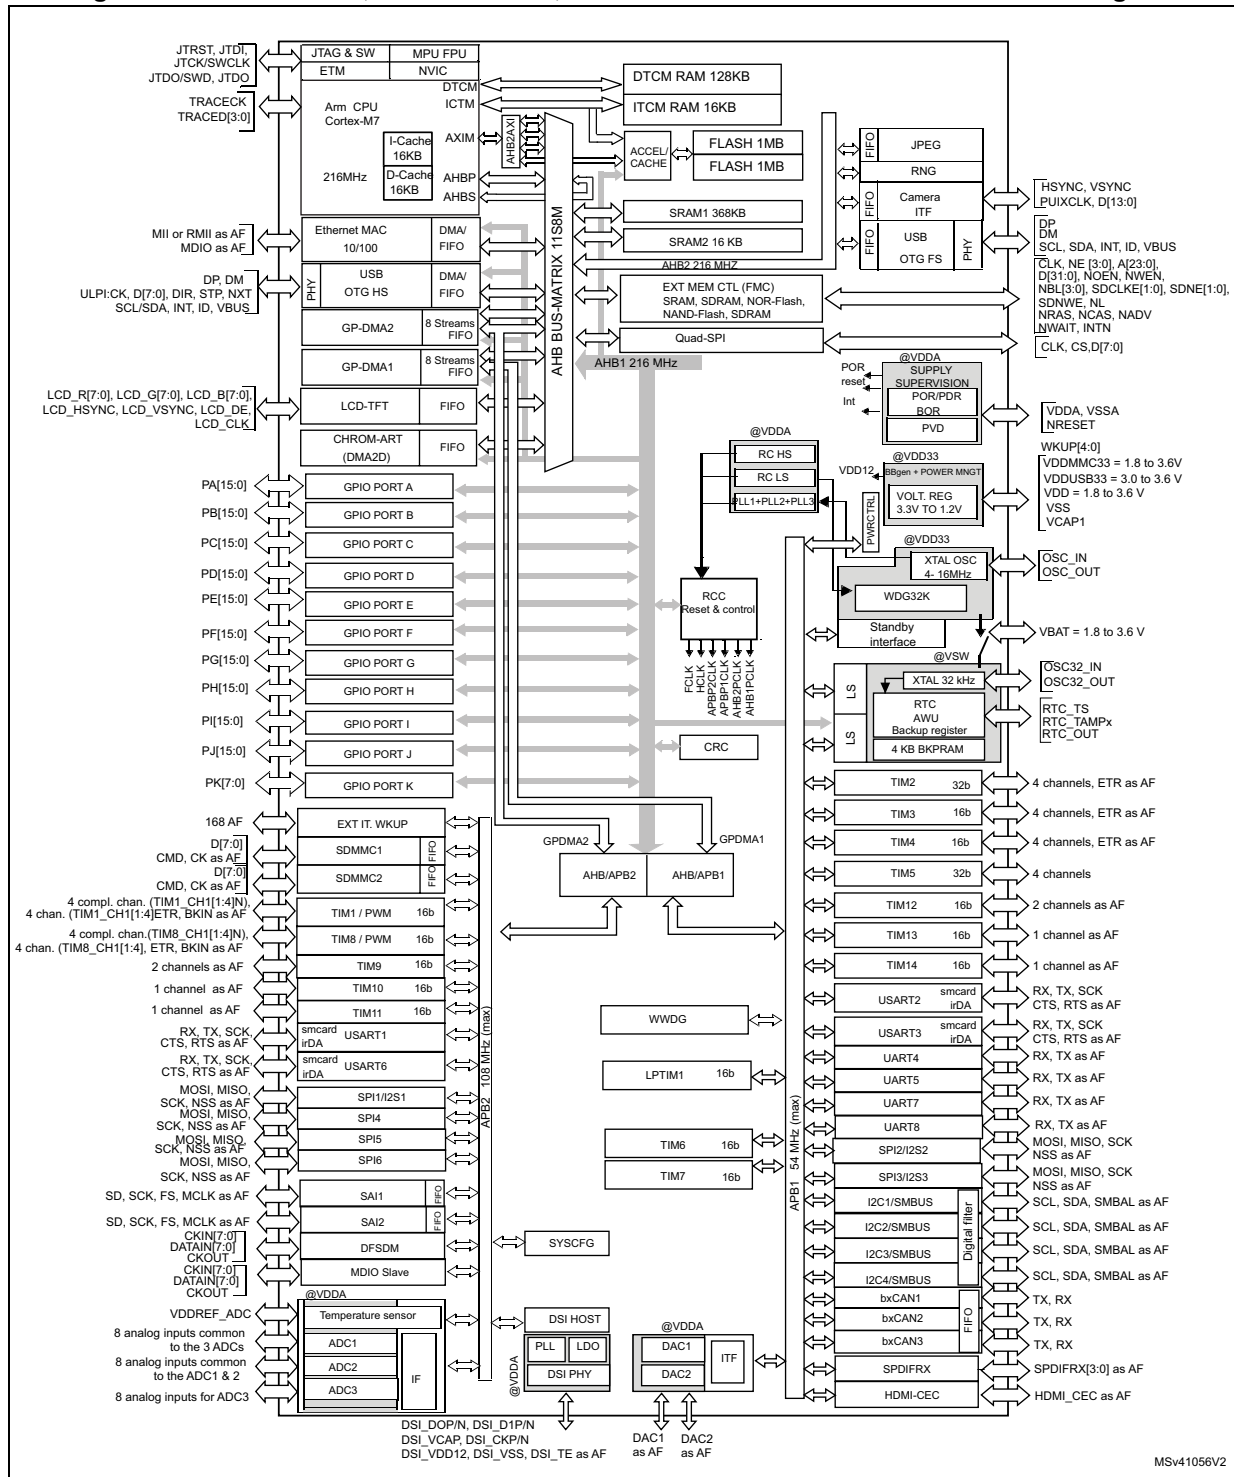 JTRST, JTDI,
JTCK/SWCLK
JTDO/SWD, JTDO
TRACECK
TRACED[3:0]
JTAG & SW
MPU FPU
ETM
NVIC
DTCM
ICTM
Arm CPU
Cortex-M7
AXIM
I-Cache
16KB
216MHz
D-Cache
16KB
AHBP
AHBS
AHB2AXI
DTCM RAM 128KB
ITCM RAM 16KB
ACCEL/
CACHE
FLASH 1MB
FLASH 1MB
SRAM1 368KB
SRAM2 16 KB
AHB2 216 MHZ
EXT MEM CTL (FMC)
SRAM, SDRAM, NOR-Flash,
NAND-Flash, SDRAM
Quad-SPI
AHB BUS-MATRIX 11S8M
AHB1 216 MHz
FIFO
JPEG
RNG
FIFO
Camera
ITF
FIFO
USB
OTG FS
PHY
HSYNC, VSYNC
PUIXCLK, D[13:0]
DP
DM
SCL, SDA, INT, ID, VBUS
CLK, NE [3:0], A[23:0],
D[31:0], NOEN, NWEN,
NBL[3:0], SDCLKE[1:0], SDNE[1:0],
SDNWE, NL
NRAS, NCAS, NADV
NWAIT, INTN
CLK, CS,D[7:0]
MII or RMII as AF
MDIO as AF
Ethernet MAC
10/100
DMA/
FIFO
DP, DM
ULPI:CK, D[7:0], DIR, STP, NXT
SCL/SDA, INT, ID, VBUS
PHY
USB
OTG HS
DMA/
FIFO
GP-DMA2
8 Streams
FIFO
GP-DMA1
8 Streams
FIFO
LCD_R[7:0], LCD_G[7:0], LCD_B[7:0],
LCD_HSYNC, LCD_VSYNC, LCD_DE,
LCD_CLK
LCD-TFT
FIFO
CHROM-ART
(DMA2D)
FIFO
@VDDA
POR
reset
Int
SUPPLY
SUPERVISION
POR/PDR
BOR
PVD
VDDA, VSSA
NRESET
WKUP[4:0]
@VDD33
VDD12
BBgen + POWER MNGT
VOLT. REG
3.3V TO 1.2V
VDDMMC33 = 1.8 to 3.6V
VDDUSB33 = 3.0 to 3.6 V
VDD = 1.8 to 3.6 V
VSS
VCAP1
@VDDA
RC HS
RC LS
PLL1+PLL2+PLL3
PWRCTRL
@VDD33
XTAL OSC
4- 16MHz
WDG32K
OSC_IN
OSC_OUT
Standby
interface
VBAT = 1.8 to 3.6 V
@VSW
LS
LS
XTAL 32 kHz
RTC
AWU
Backup register
4 KB BKPRAM
OSC32_IN
OSC32_OUT
RTC_TS
RTC_TAMPx
RTC_OUT
RCC
Reset & control
FCLK
HCLK
APBP2CLK
APBP1CLK
AHB2PCLK
AHB1PCLK
CRC
PA[15:0]
GPIO PORT A
PB[15:0]
GPIO PORT B
PC[15:0]
GPIO PORT C
PD[15:0]
GPIO PORT D
PE[15:0]
GPIO PORT E
PF[15:0]
GPIO PORT F
PG[15:0]
GPIO PORT G
PH[15:0]
GPIO PORT H
PI[15:0]
GPIO PORT I
PJ[15:0]
GPIO PORT J
PK[7:0]
GPIO PORT K
168 AF
EXT IT. WKUP
D[7:0]
CMD, CK as AF
SDMMC1
FIFO
D[7:0]
CMD, CK as AF
SDMMC2
FIFO
4 compl. chan. (TIM1_CH1[1:4]N),
4 chan. (TIM1_CH1[1:4]ETR, BKIN as AF
TIM1 / PWM 16b
4 compl. chan.(TIM8_CH1[1:4]N),
4 chan. (TIM8_CH1[1:4], ETR, BKIN as AF
TIM8 / PWM 16b
2 channels as AF
TIM9 16b
1 channel as AF
TIM10 16b
1 channel as AF
TIM11 16b
RX, TX, SCK,
CTS, RTS as AF
smcard
irDA
USART1
RX, TX, SCK,
CTS, RTS as AF
smcard
irDA
USART6
MOSI, MISO,
SCK, NSS as AF
SPI1/I2S1
MOSI, MISO,
SCK, NSS as AF
SPI4
MOSI, MISO,
SCK, NSS as AF
SPI5
MOSI, MISO,
SCK, NSS as AF
SPI6
SD, SCK, FS, MCLK as AF
SAI1
FIFO
SD, SCK, FS, MCLK as AF
SAI2
FIFO
CKIN[7:0]
DATAIN[7:0]
CKOUT
DFSDM
CKIN[7:0]
DATAIN[7:0]
CKOUT
MDIO Slave
@VDDA
VDDREF_ADC
Temperature sensor
8 analog inputs common
to the 3 ADCs
ADC1
8 analog inputs common
to the ADC1 & 2
ADC2
8 analog inputs for ADC3
ADC3
IF
APB2 108 MHz (max)
GPDMA2
GPDMA1
AHB/APB2
AHB/APB1
WWDG
LPTIM1 16b
TIM6 16b
TIM7 16b
SYSCFG
DSI HOST
@VDDA
PLL
LDO
DSI PHY
DSI_DOP/N, DSI_D1P/N
DSI_VCAP, DSI_CKP/N
DSI_VDD12, DSI_VSS, DSI_TE as AF
@VDDA
DAC1
DAC2
ITF
DAC1
as AF
DAC2
as AF
APB1 54 MHz (max)
TIM2 32b
4 channels, ETR as AF
TIM3 16b
4 channels, ETR as AF
TIM4 16b
4 channels, ETR as AF
TIM5 32b
4 channels
TIM12 16b
2 channels as AF
TIM13 16b
1 channel as AF
TIM14 16b
1 channel as AF
USART2
smcard
irDA
RX, TX, SCK
CTS, RTS as AF
USART3
smcard
irDA
RX, TX, SCK
CTS, RTS as AF
UART4
RX, TX as AF
UART5
RX, TX as AF
UART7
RX, TX as AF
UART8
RX, TX as AF
SPI2/I2S2
MOSI, MISO, SCK
NSS as AF
SPI3/I2S3
MOSI, MISO, SCK
NSS as AF
I2C1/SMBUS
SCL, SDA, SMBAL as AF
I2C2/SMBUS
SCL, SDA, SMBAL as AF
I2C3/SMBUS
SCL, SDA, SMBAL as AF
I2C4/SMBUS
SCL, SDA, SMBAL as AF
Digital filter
bxCAN1
TX, RX
bxCAN2
TX, RX
bxCAN3
TX, RX
FIFO
SPDIFRX
SPDIFRX[3:0] as AF
HDMI-CEC
HDMI_CEC as AF
MSv41056V2